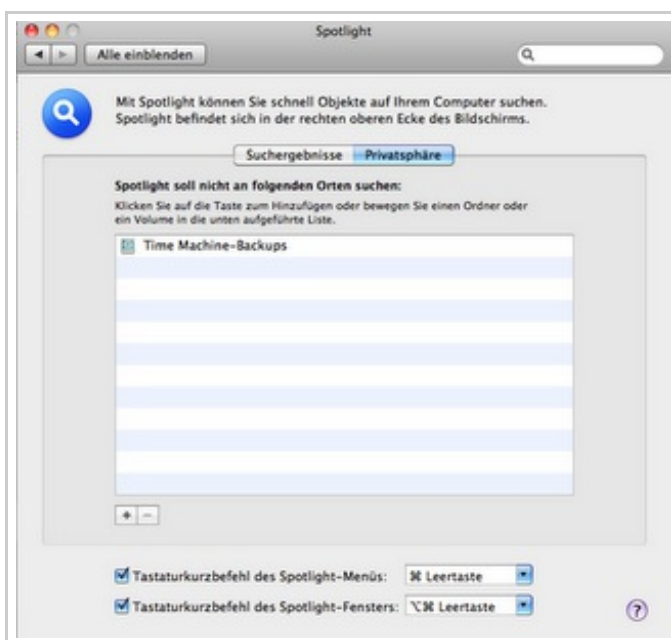 Spotlight
Alle einblenden
Mit Spotlight können Sie schnell Objekte auf Ihrem Computer suchen.
Spotlight befindet sich in der rechten oberen Ecke des Bildschirms.
Suchergebnisse Privatsphäre
Spotlight soll nicht an folgenden Orten suchen:
Klicken Sie auf die Taste zum Hinzufügen oder bewegen Sie einen Ordner oder
ein Volume in die unten aufgeführte Liste.
Time Machine-Backups
+ −
Tastaturkurzbefehl des Spotlight-Menüs: ⌘ Leertaste
Tastaturkurzbefehl des Spotlight-Fensters: ⌥⌘ Leertaste
?